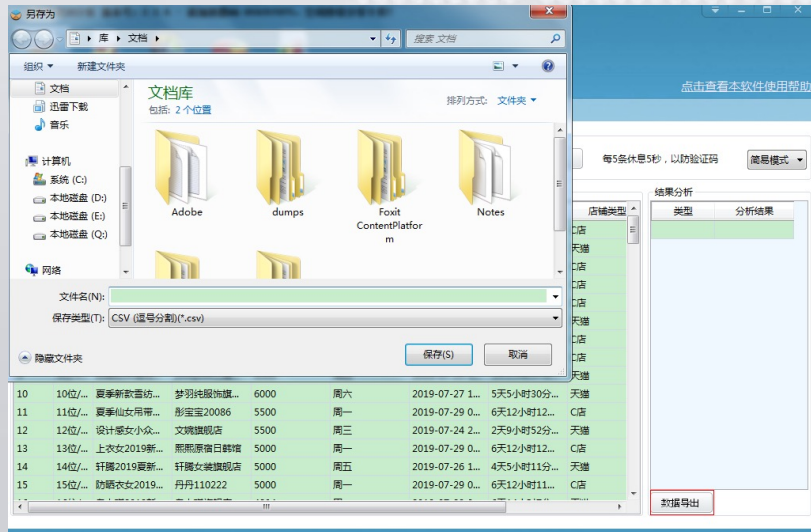 另存为
库 ▸ 文档 ▸
搜索 文档
组织 ▼ 新建文件夹
点击查看本软件使用帮助
文档
迅雷下载
音乐
计算机
系统 (C:)
本地磁盘 (D:)
本地磁盘 (E:)
本地磁盘 (Q:)
网络
文档库
包括: 2 个位置
排列方式: 文件夹 ▼
Adobe
dumps
Foxit
ContentPlatfor
m
Notes
文件名(N):
保存类型(T): CSV (逗号分割)(*.csv)
隐藏文件夹
保存(S)
取消
每5条休息5秒，以防验证码
简易模式
结果分析
店铺类型
类型 分析结果
C店
天猫
C店
C店
C店
天猫
C店
C店
天猫
10 10位/... 夏季新款雪纺... 梦羽纯服饰旗... 6000 周六 2019-07-27 1... 5天5小时30分... 天猫
11 11位/... 夏季仙女吊带... 彤宝宝20086 5500 周一 2019-07-29 0... 6天12小时12... C店
12 12位/... 设计感女小众... 文婉旗舰店 5500 周三 2019-07-24 2... 2天9小时52分... 天猫
13 13位/... 上衣女2019新... 熙熙原宿日韩馆 5000 周一 2019-07-29 0... 6天12小时12... C店
14 14位/... 轩腾2019夏新... 轩腾女装旗舰店 5000 周五 2019-07-26 1... 4天5小时11分... 天猫
15 15位/... 防晒衣女2019... 丹丹110222 5000 周一 2019-07-29 0... 6天12小时11... C店
数据导出